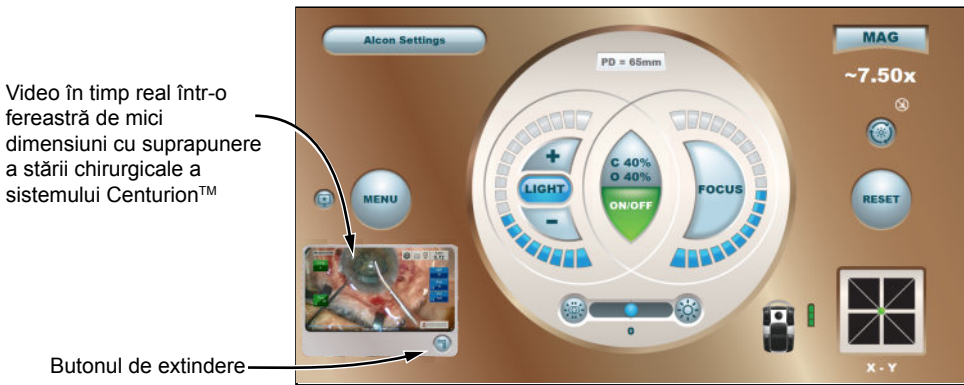 Alcon Settings
MAG
PD = 65mm
~7.50x
Video în timp real într-o
fereastră de mici
dimensiuni cu suprapunere
a stării chirurgicale a
sistemului Centurion™
+
C 40%
O 40%
LIGHT
FOCUS
ON/OFF
-
MENU
RESET
0
Butonul de extindere
X - Y